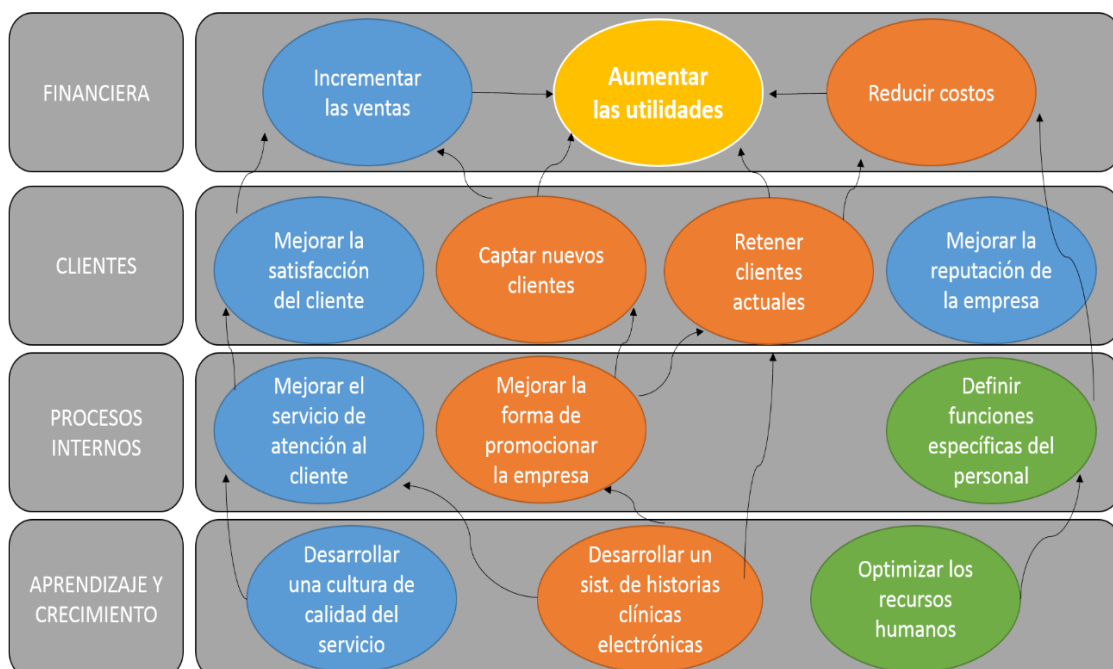 FINANCIERA
Incrementar
las ventas
Aumentar
las utilidades
Reducir costos
CLIENTES
Mejorar la
satisfacción
del cliente
Captar nuevos
clientes
Retener
clientes
actuales
Mejorar la
reputación de
la empresa
PROCESOS
INTERNOS
Mejorar el
servicio de
atención al
cliente
Mejorar la
forma de
promocionar
la empresa
Definir
funciones
específicas del
personal
APRENDIZAJE Y
CRECIMIENTO
Desarrollar
una cultura de
calidad del
servicio
Desarrollar un
sist. de historias
clínicas
electrónicas
Optimizar los
recursos
humanos